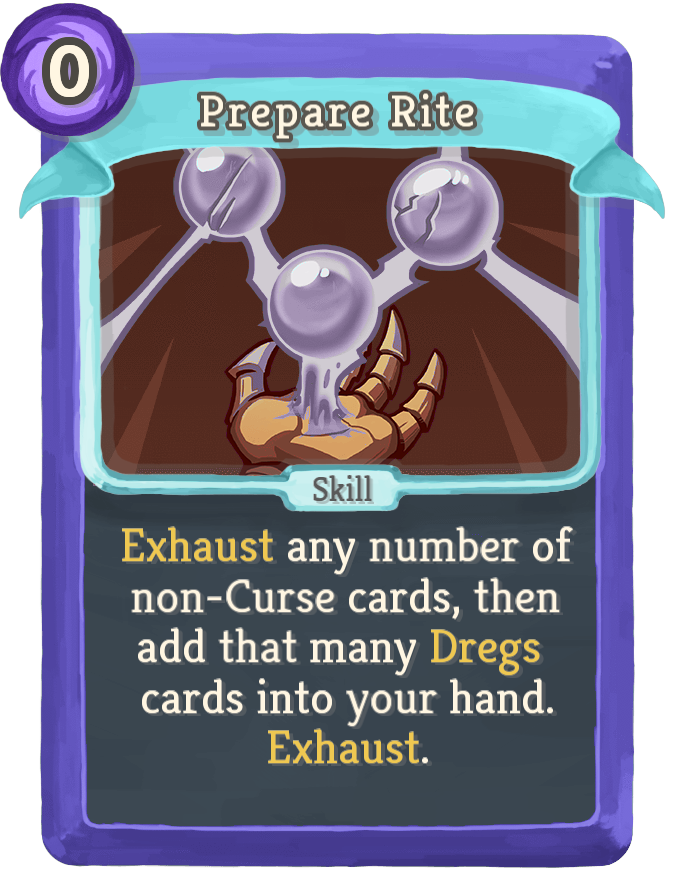 0
Prepare Rite
Skill
Exhaust any number of
non-Curse cards, then
add that many Dregs
cards into your hand.
Exhaust.